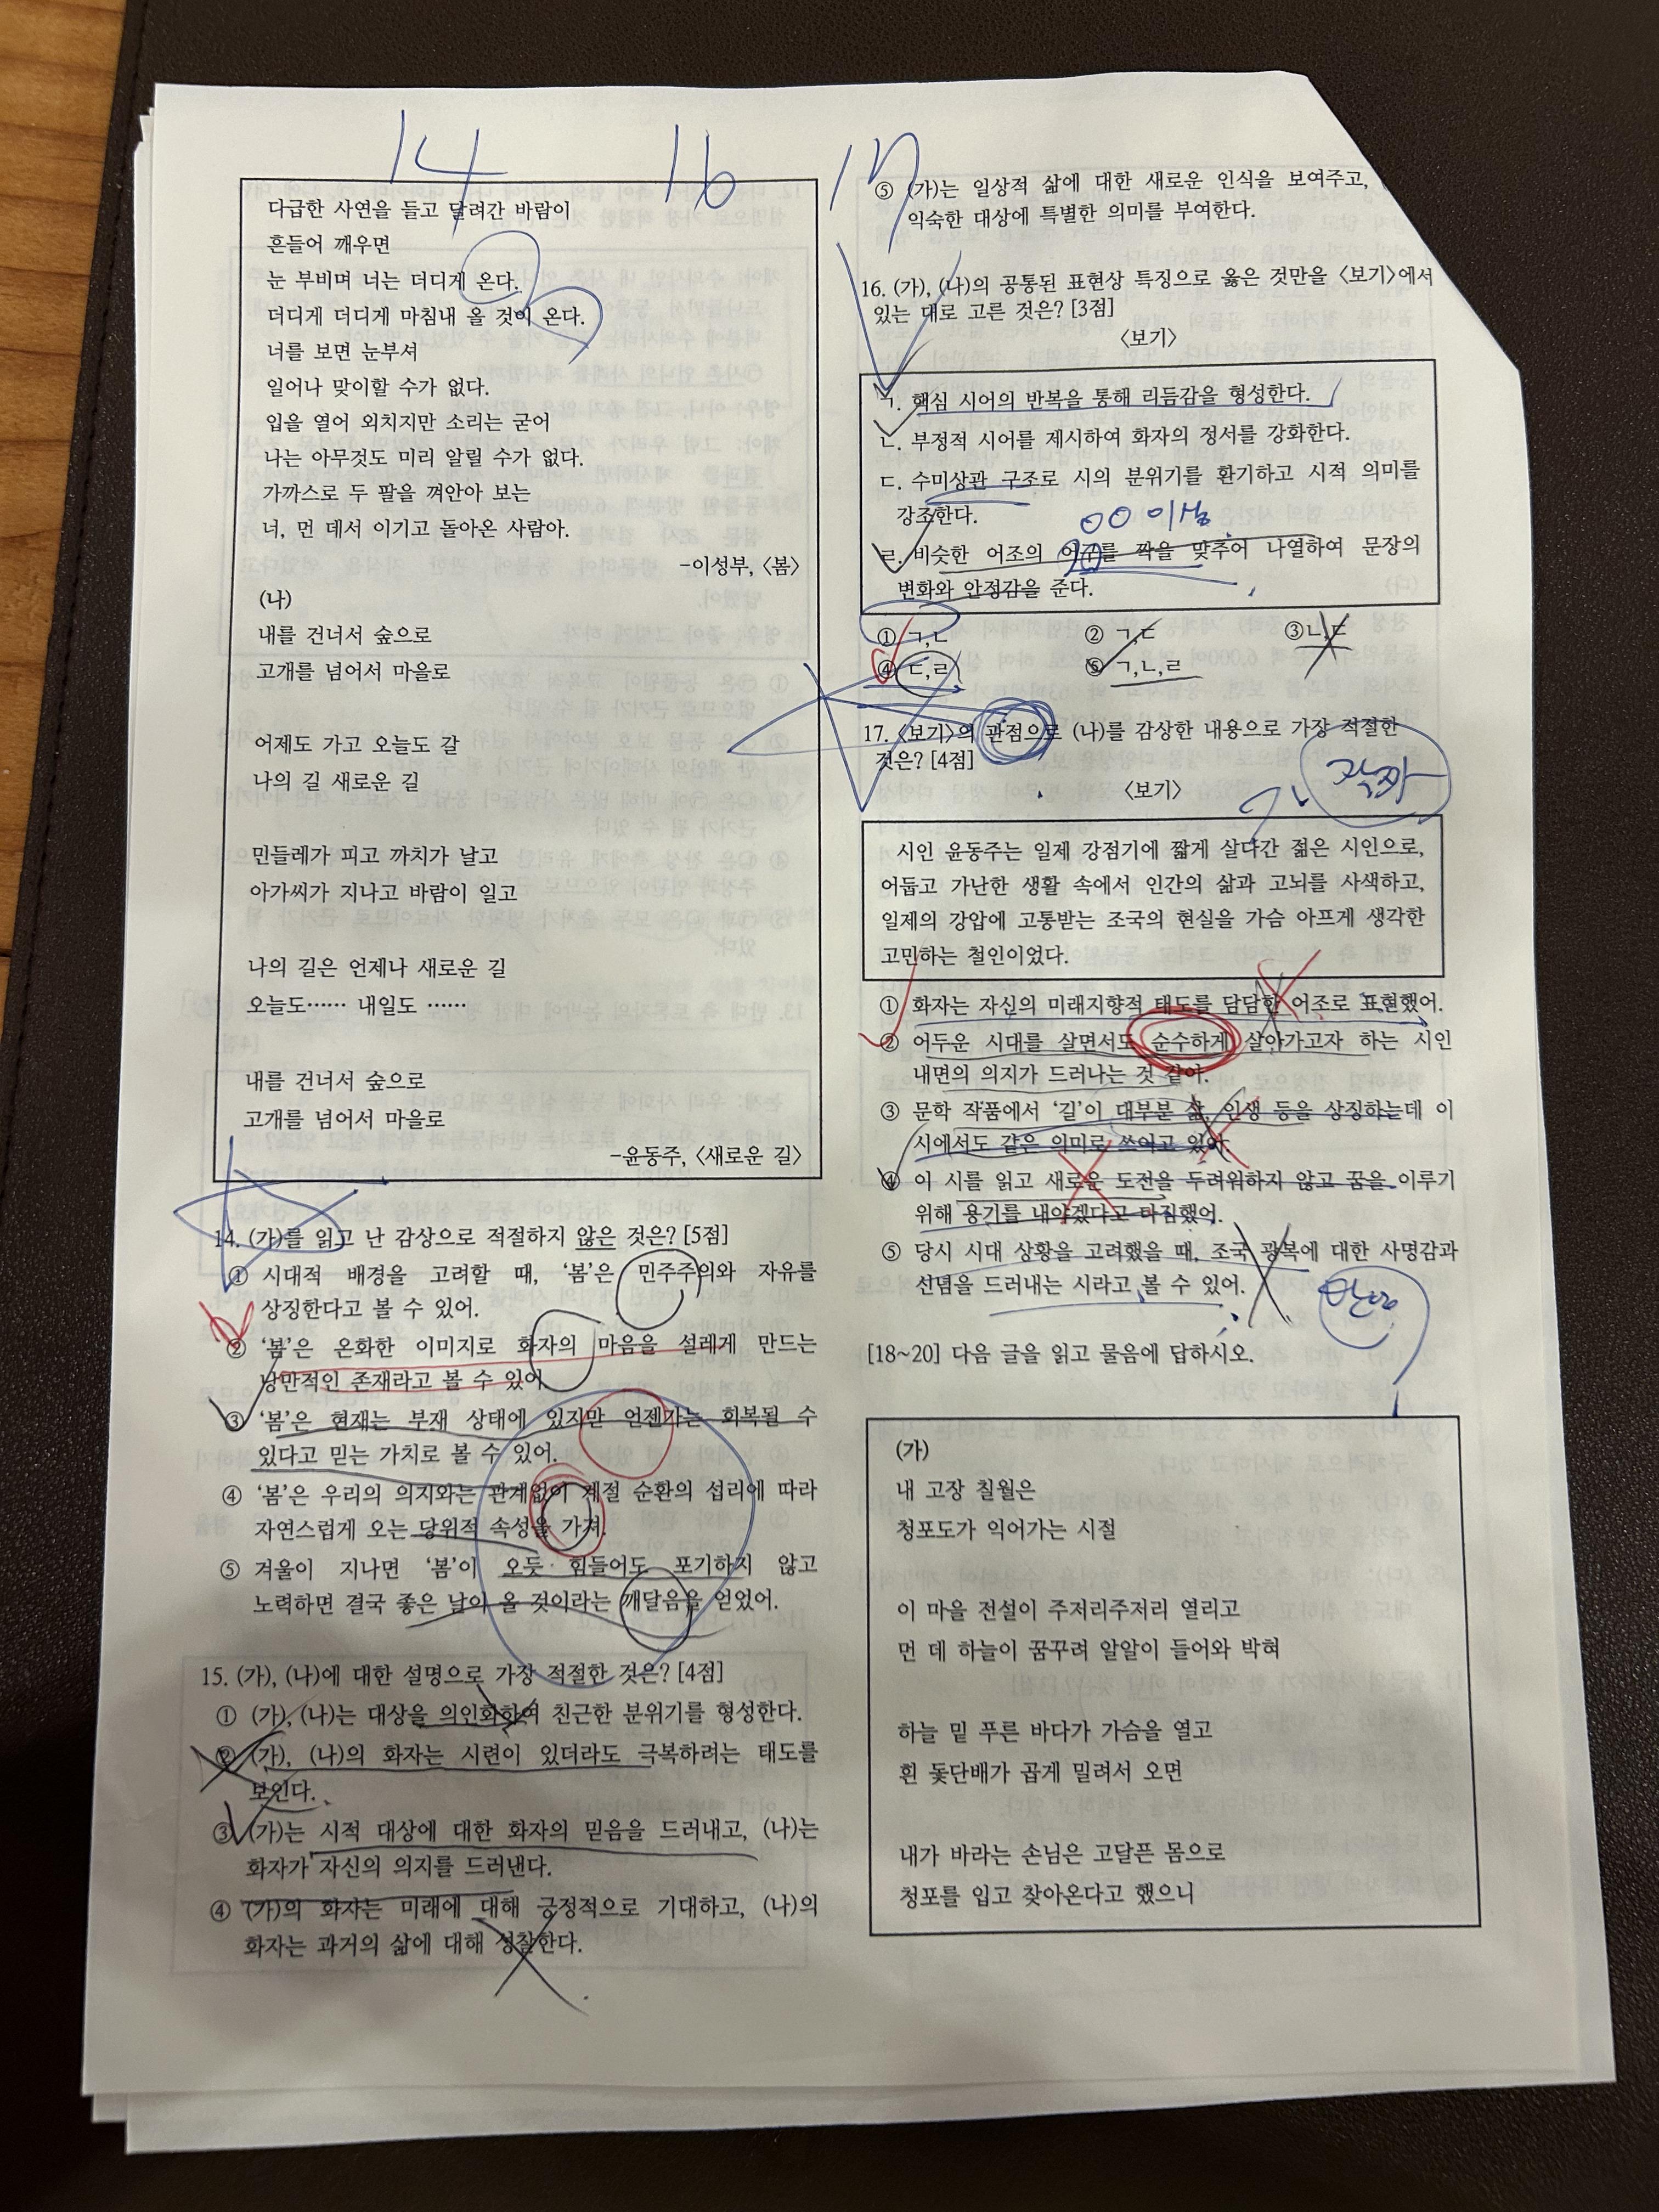 14 16 17
다급한 사연을 들고 달려간 바람이
흔들어 깨우면
눈 부비며 너는 더디게 온다.
더디게 더디게 마침내 올 것이 온다.
너를 보면 눈부셔
일어나 맞이할 수가 없다.
입을 열어 외치지만 소리는 굳어
나는 아무것도 미리 알릴 수가 없다.
가까스로 두 팔을 껴안아 보는
너, 먼 데서 이기고 돌아온 사람아.
-이성부, <봄>
(나)
내를 건너서 숲으로
고개를 넘어서 마을로
어제도 가고 오늘도 갈
나의 길 새로운 길
민들레가 피고 까치가 날고
아가씨가 지나고 바람이 일고
나의 길은 언제나 새로운 길
오늘도…… 내일도 ……
내를 건너서 숲으로
고개를 넘어서 마을로
-윤동주, <새로운 길>
14. (가)를 읽고 난 감상으로 적절하지 않은 것은? [5점]
① 시대적 배경을 고려할 때, ‘봄’은 민주주의와 자유를
상징한다고 볼 수 있어.
② ‘봄’은 온화한 이미지로 화자의 마음을 설레게 만드는
낭만적인 존재라고 볼 수 있어.
③ ‘봄’은 현재는 부재 상태에 있지만 언젠가는 회복될 수
있다고 믿는 가치로 볼 수 있어.
④ ‘봄’은 우리의 의지와는 관계없이 계절 순환의 섭리에 따라
자연스럽게 오는 당위적 속성을 가져.
⑤ 겨울이 지나면 ‘봄’이 오듯 힘들어도 포기하지 않고
노력하면 결국 좋은 날이 올 것이라는 깨달음을 얻었어.
15. (가), (나)에 대한 설명으로 가장 적절한 것은? [4점]
① (가), (나)는 대상을 의인화하여 친근한 분위기를 형성한다.
② (가), (나)의 화자는 시련이 있더라도 극복하려는 태도를
보인다.
③ (가)는 시적 대상에 대한 화자의 믿음을 드러내고, (나)는
화자가 자신의 의지를 드러낸다.
④ (가)의 화자는 미래에 대해 긍정적으로 기대하고, (나)의
화자는 과거의 삶에 대해 성찰한다.
⑤ (가)는 일상적 삶에 대한 새로운 인식을 보여주고,
익숙한 대상에 특별한 의미를 부여한다.
16. (가), (나)의 공통된 표현상 특징으로 옳은 것만을 <보기>에서
있는 대로 고른 것은? [3점]
<보기>
ㄱ. 핵심 시어의 반복을 통해 리듬감을 형성한다.
ㄴ. 부정적 시어를 제시하여 화자의 정서를 강화한다.
ㄷ. 수미상관 구조로 시의 분위기를 환기하고 시적 의미를
강조한다.
ㄹ. 비슷한 어조의 어구를 짝을 맞추어 나열하여 문장의
변화와 안정감을 준다.
① ㄱ,ㄴ ② ㄱ,ㄷ ③ㄴ,ㄷ
④ ㄷ,ㄹ ⑤ ㄱ,ㄴ,ㄹ
17. <보기>의 관점으로 (나)를 감상한 내용으로 가장 적절한
것은? [4점]
작짜
<보기>
시인 윤동주는 일제 강점기에 짧게 살다간 젊은 시인으로,
어둡고 가난한 생활 속에서 인간의 삶과 고뇌를 사색하고,
일제의 강압에 고통받는 조국의 현실을 가슴 아프게 생각한
고민하는 철인이었다.
① 화자는 자신의 미래지향적 태도를 담담한 어조로 표현했어.
② 어두운 시대를 살면서도 순수하게 살아가고자 하는 시인
내면의 의지가 드러나는 것 같아.
③ 문학 작품에서 ‘길’이 대부분 삶, 인생 등을 상징하는데 이
시에서도 같은 의미로 쓰이고 있어.
④ 이 시를 읽고 새로운 도전을 두려워하지 않고 꿈을 이루기
위해 용기를 내야겠다고 다짐했어.
⑤ 당시 시대 상황을 고려했을 때, 조국 광복에 대한 사명감과
신념을 드러내는 시라고 볼 수 있어.
[18~20] 다음 글을 읽고 물음에 답하시오.
(가)
내 고장 칠월은
청포도가 익어가는 시절
이 마을 전설이 주저리주저리 열리고
먼 데 하늘이 꿈꾸려 알알이 들어와 박혀
하늘 밑 푸른 바다가 가슴을 열고
흰 돛단배가 곱게 밀려서 오면
내가 바라는 손님은 고달픈 몸으로
청포를 입고 찾아온다고 했으니